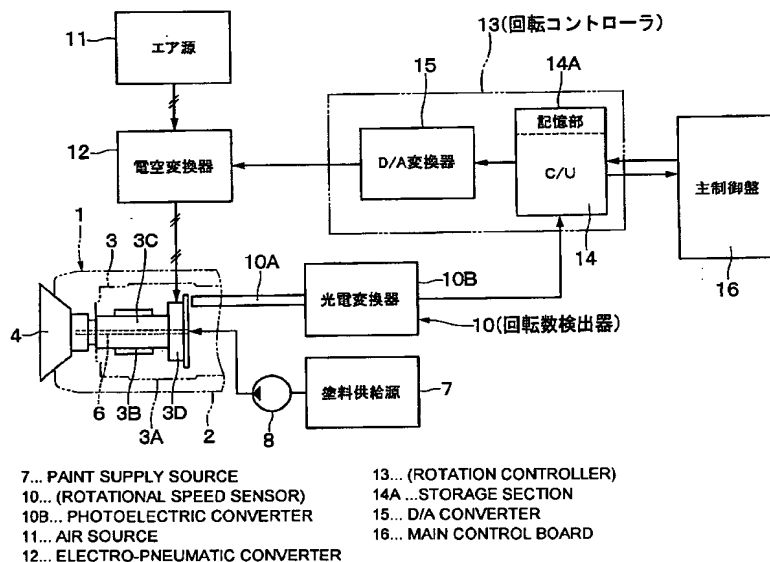 13(回転コントローラ)
11
エア源
14A
15
記憶部
12
電空変換器
D/A変換器
C/U
主制御盤
1
3
3C
10A
10B
14
16
光電変換器
4
10(回転数検出器)
塗料供給源
7
6
3B
3D
3A
2
8
7... PAINT SUPPLY SOURCE
10... (ROTATIONAL SPEED SENSOR)
10B... PHOTOELECTRIC CONVERTER
11... AIR SOURCE
12... ELECTRO-PNEUMATIC CONVERTER
13... (ROTATION CONTROLLER)
14A ...STORAGE SECTION
15... D/A CONVERTER
16... MAIN CONTROL BOARD